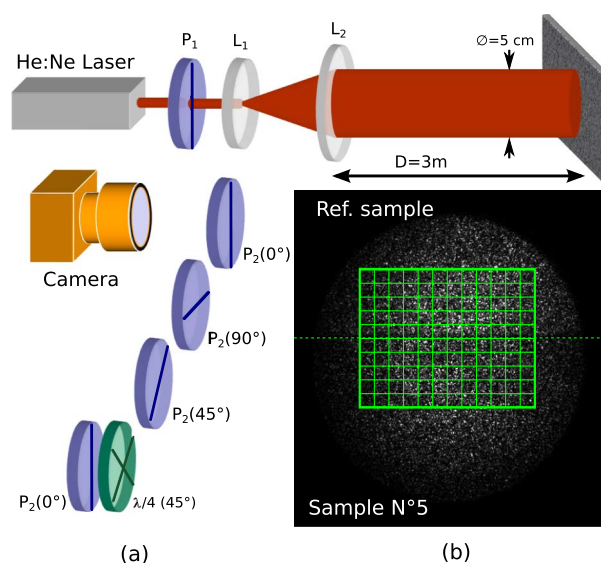 P₁
L₁
L₂
He:Ne Laser
∅=5 cm
D=3m
Ref. sample
Camera
P₂(0°)
P₂(90°)
P₂(45°)
P₂(0°)
λ/4 (45°)
Sample N°5
(a)
(b)